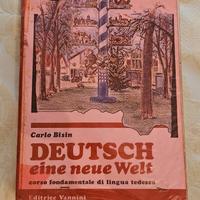 Carlo Bisin
DEUTSCH
eine neue Welt
corso fondamentale di lingua tedesca
Editrice Vannini